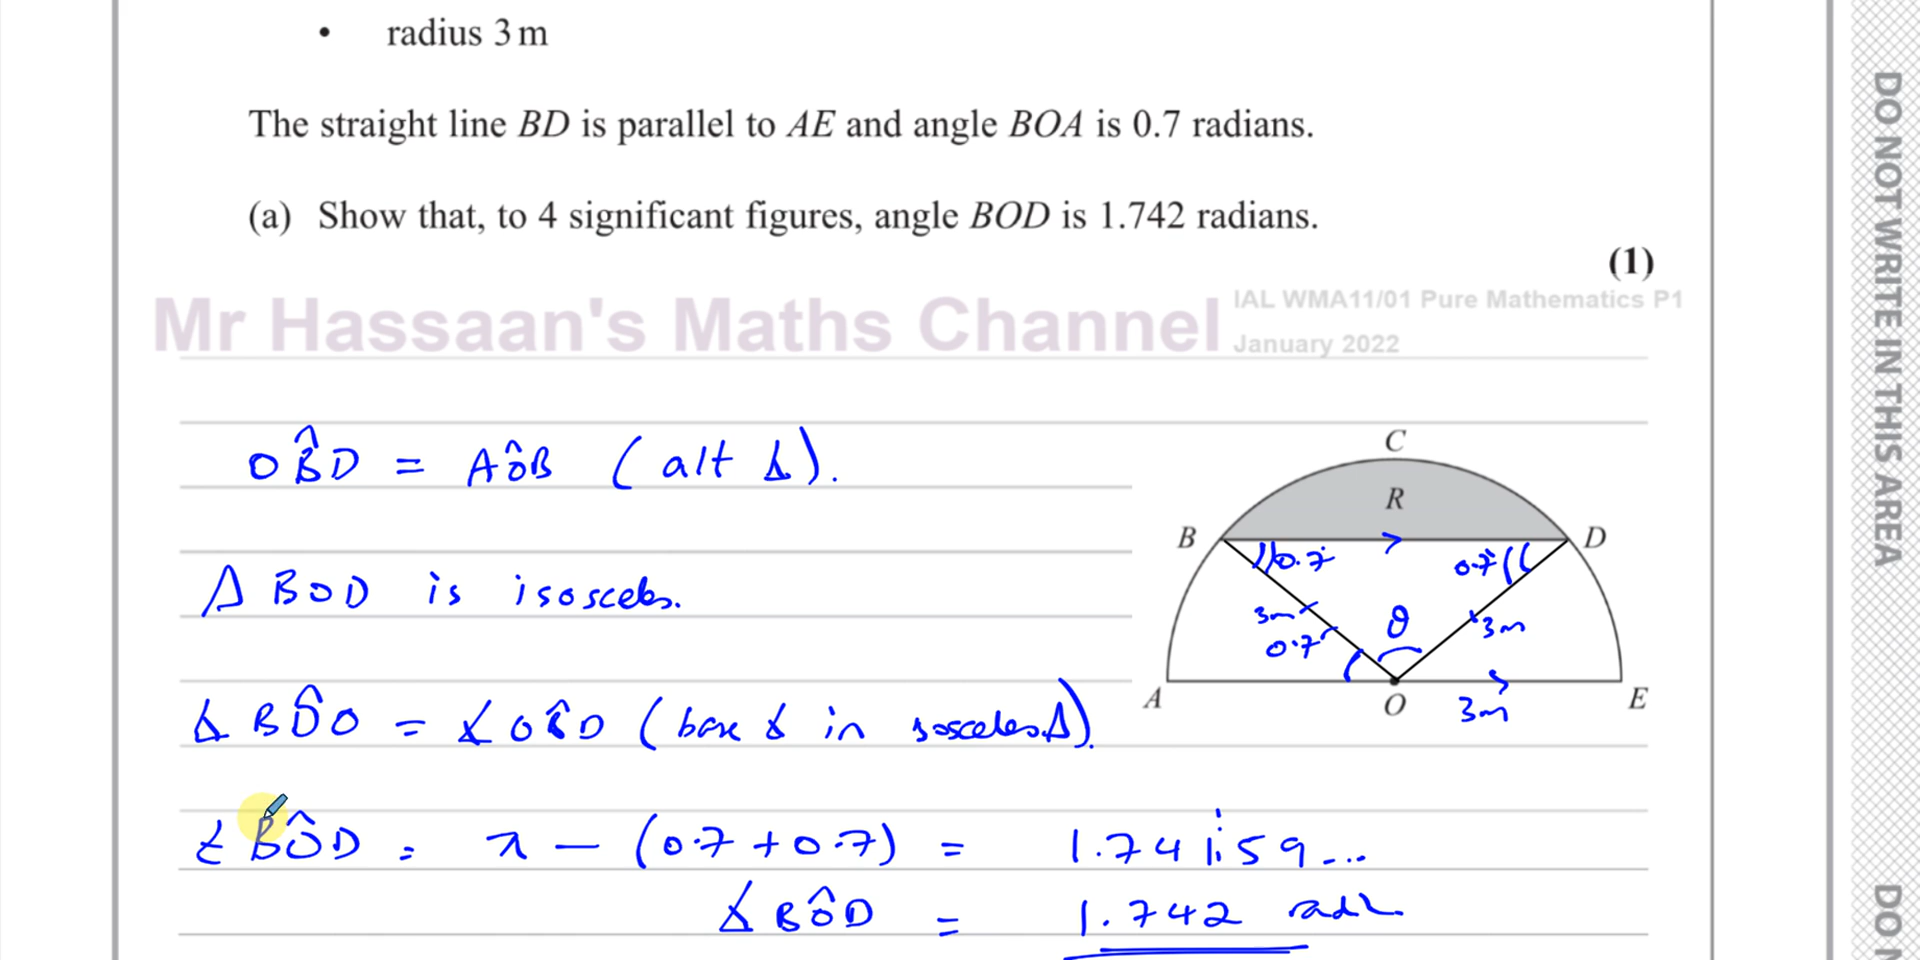 • radius 3 m
The straight line BD is parallel to AE and angle BOA is 0.7 radians.
(a) Show that, to 4 significant figures, angle BOD is 1.742 radians.
(1)
Mr Hassaan's Maths Channel
IAL WMA11/01 Pure Mathematics P1
January 2022
OB̂D = AÔB (alt ∡).
Δ BOD is isosceles.
∡ BD̂O = ∡ OB̂D (base ∡ in isosceles Δ).
∡ BÔD = π – (0.7 + 0.7) = 1.74159...
∡ BÔD = 1.742 rad
C
R
B
D
0.7
0.7
3m
θ
3m
0.7
A
O
3m
E
DO NOT WRITE IN THIS AREA
DO N